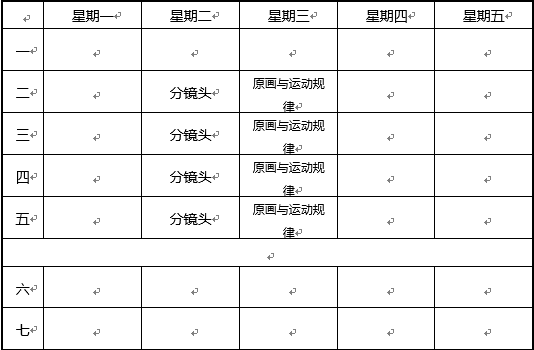 星期一 星期二 星期三 星期四 星期五
一
二 分镜头 原画与运动规
律
三 分镜头 原画与运动规
律
四 分镜头 原画与运动规
律
五 分镜头 原画与运动规
律
六
七